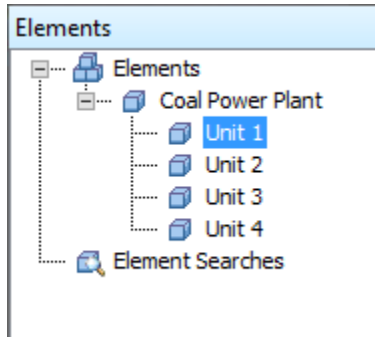 Elements
Elements
Coal Power Plant
Unit 1
Unit 2
Unit 3
Unit 4
Element Searches